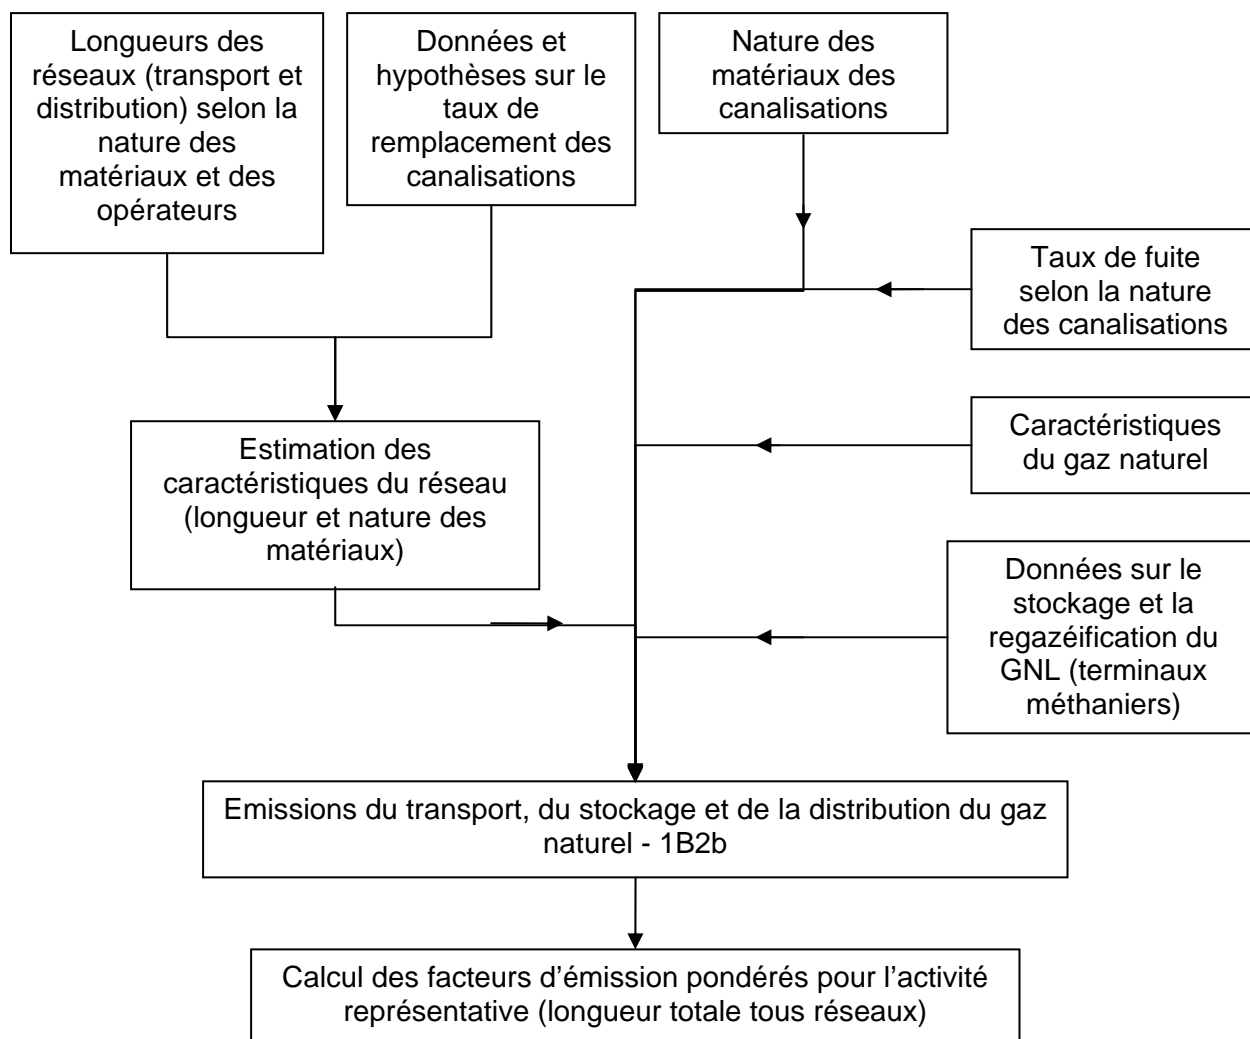 Longueurs des
réseaux (transport et
distribution) selon la
nature des
matériaux et des
opérateurs
Données et
hypothèses sur le
taux de
remplacement des
canalisations
Nature des
matériaux des
canalisations
Taux de fuite
selon la nature
des canalisations
Estimation des
caractéristiques du réseau
(longueur et nature des
matériaux)
Caractéristiques
du gaz naturel
Données sur le
stockage et la
regazéification du
GNL (terminaux
méthaniers)
Emissions du transport, du stockage et de la distribution du gaz
naturel - 1B2b
Calcul des facteurs d’émission pondérés pour l’activité
représentative (longueur totale tous réseaux)